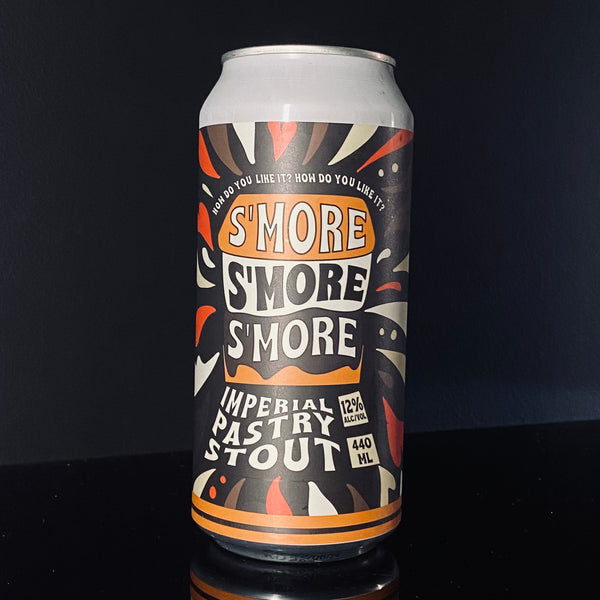 HOW DO YOU LIKE IT? HOW DO YOU LIKE IT?
S'MORE
S'MORE
S'MORE
IMPERIAL
PASTRY
STOUT
12%
ALC/VOL
440
ML